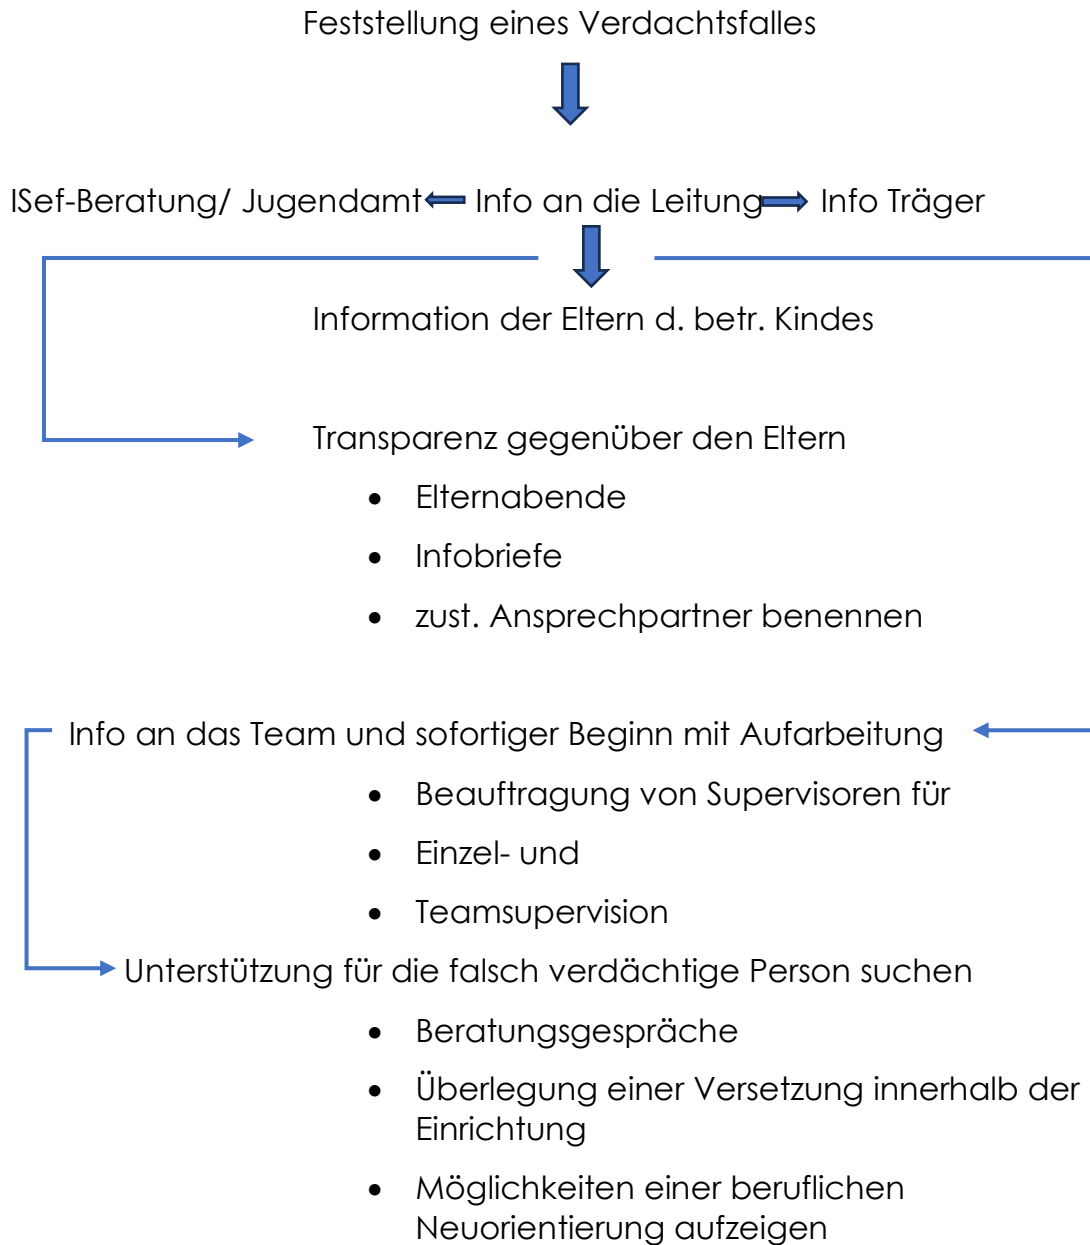 Feststellung eines Verdachtsfalles
ISef-Beratung/ Jugendamt Info an die Leitung Info Träger
Information der Eltern d. betr. Kindes
Transparenz gegenüber den Eltern
• Elternabende
• Infobriefe
• zust. Ansprechpartner benennen
Info an das Team und sofortiger Beginn mit Aufarbeitung
• Beauftragung von Supervisoren für
• Einzel- und
• Teamsupervision
Unterstützung für die falsch verdächtige Person suchen
• Beratungsgespräche
• Überlegung einer Versetzung innerhalb der
Einrichtung
• Möglichkeiten einer beruflichen
Neuorientierung aufzeigen